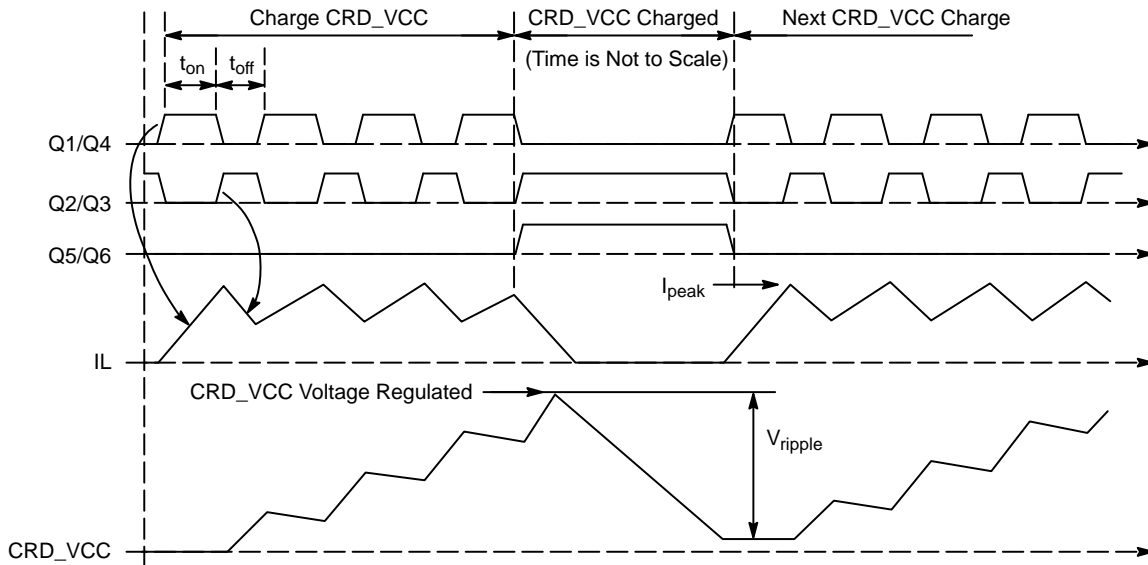 Charge CRD_VCC
CRD_VCC Charged
Next CRD_VCC Charge
(Time is Not to Scale)
ton
toff
Q1/Q4
Q2/Q3
Q5/Q6
Ipeak
IL
CRD_VCC Voltage Regulated
Vripple
CRD_VCC